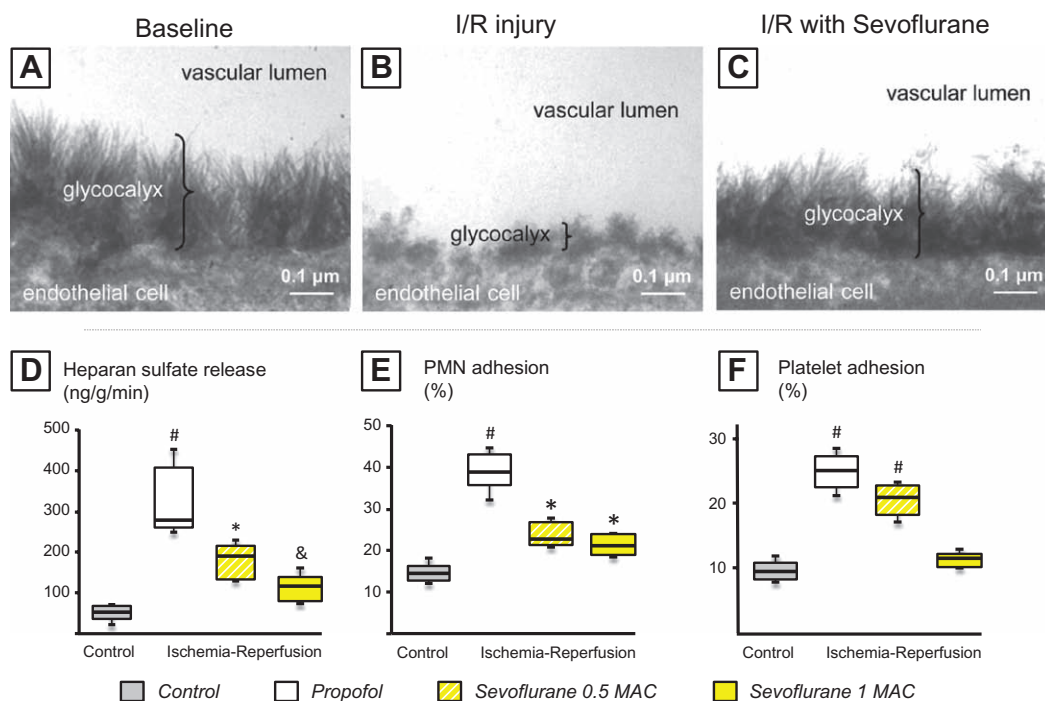 Baseline
I/R injury
I/R with Sevoflurane
A
vascular lumen
glycocalyx
0.1 µm
endothelial cell
B
vascular lumen
glycocalyx
0.1 µm
endothelial cell
C
vascular lumen
glycocalyx
0.1 µm
endothelial cell
D
Heparan sulfate release
(ng/g/min)
500
400
300
200
100
#
*
&
Control
Ischemia-Reperfusion
E
PMN adhesion
(%)
50
40
30
20
10
#
*
*
Control
Ischemia-Reperfusion
F
Platelet adhesion
(%)
30
20
10
#
#
Control
Ischemia-Reperfusion
Control
Propofol
Sevoflurane 0.5 MAC
Sevoflurane 1 MAC